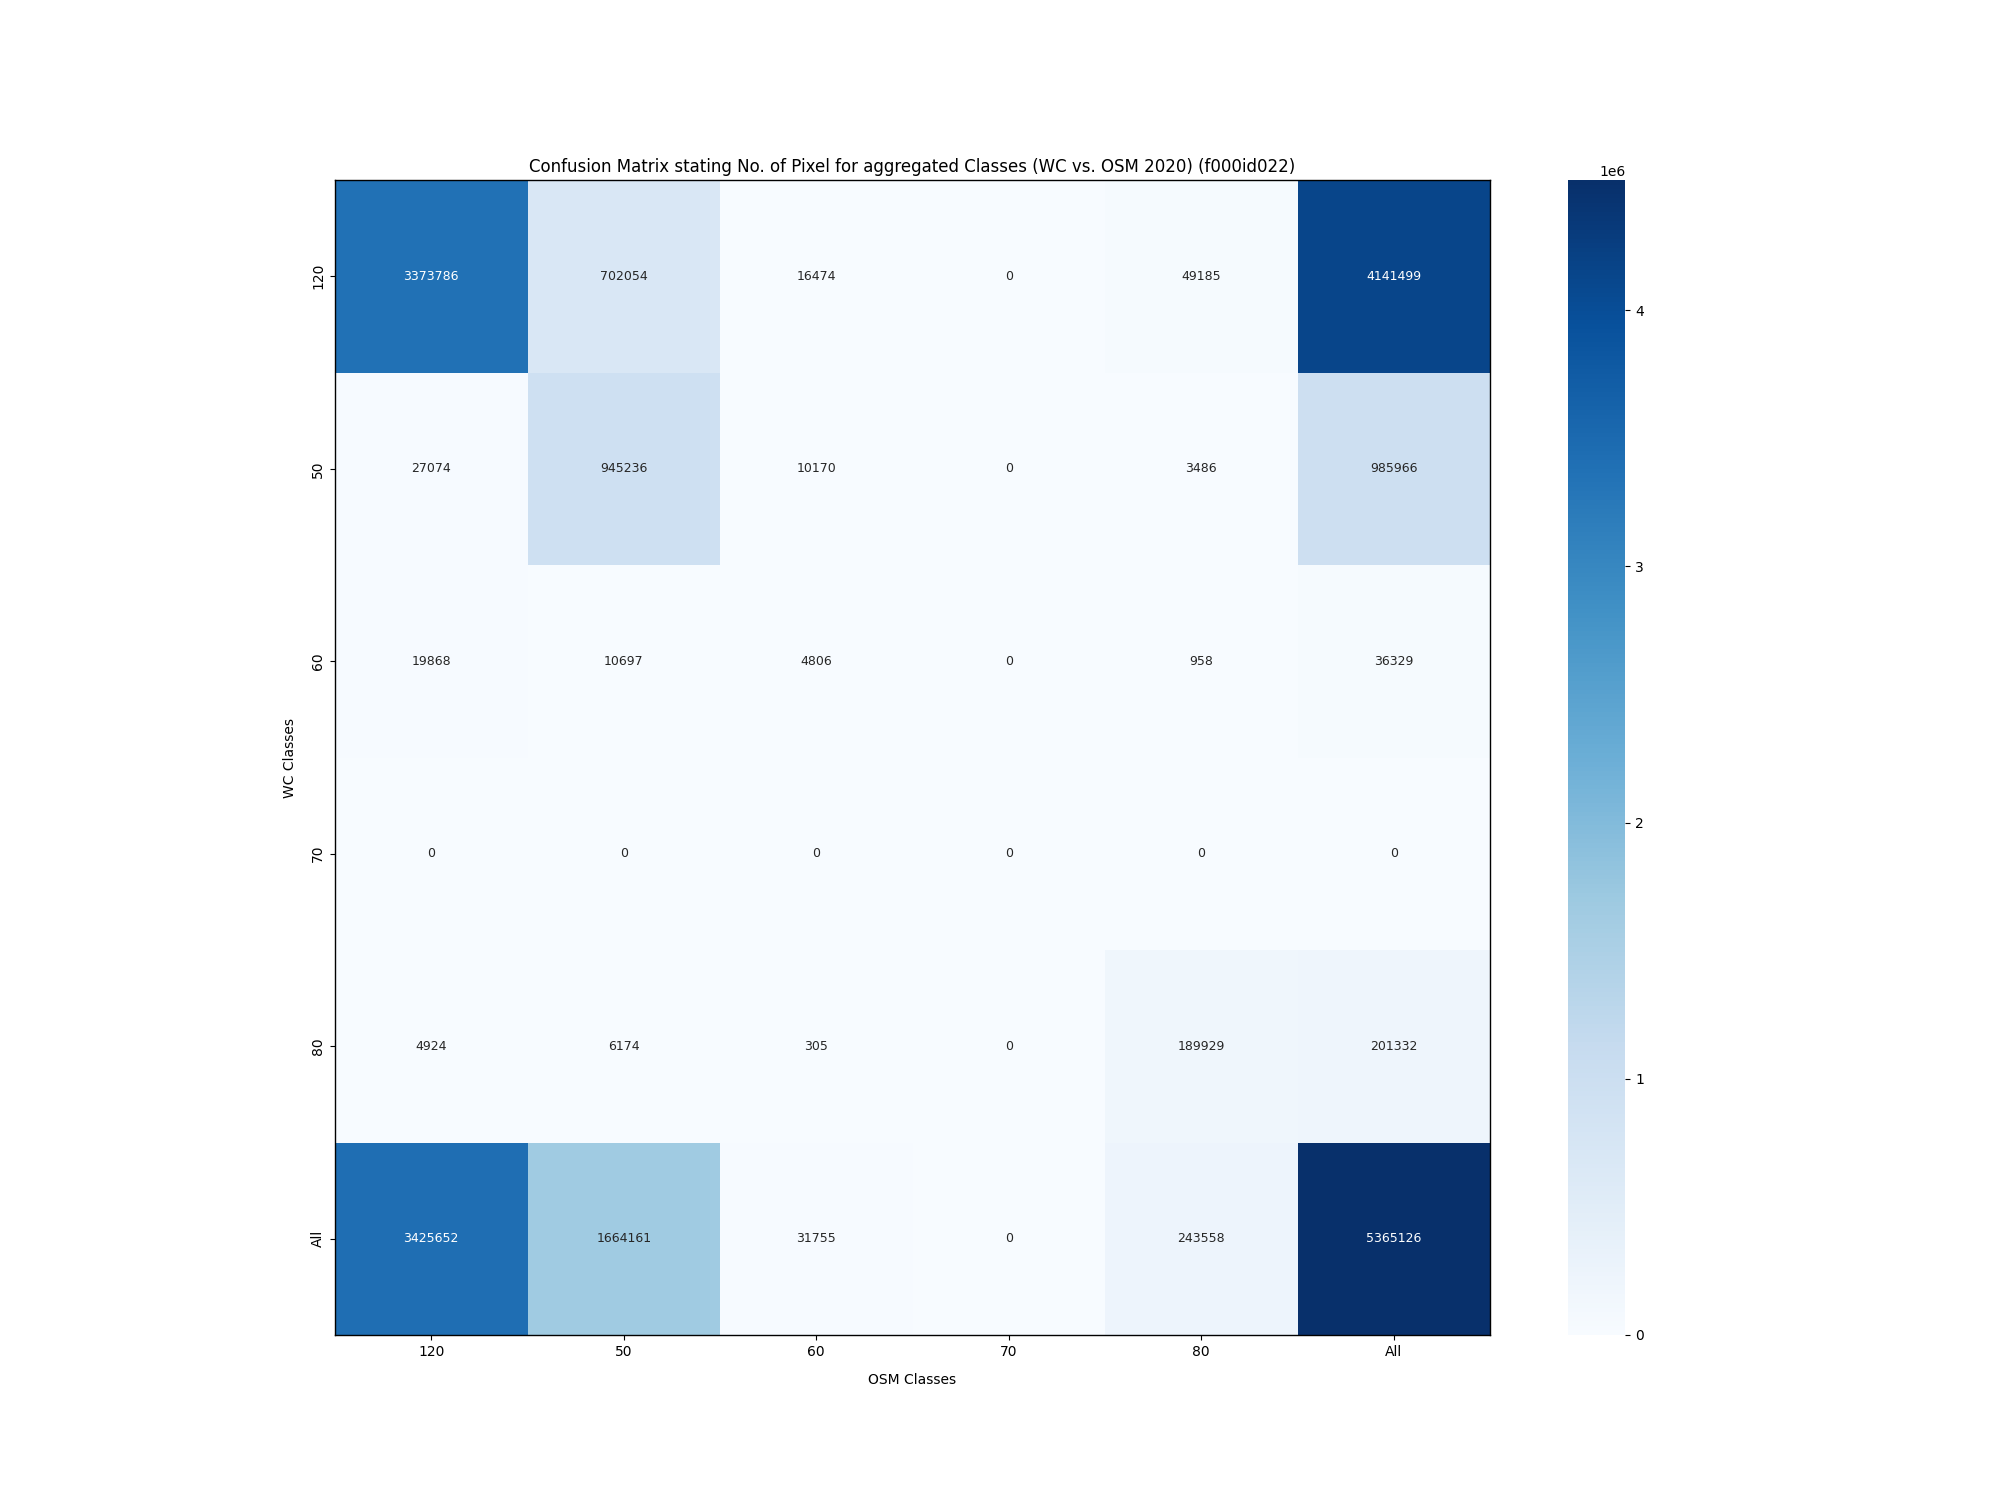 Confusion Matrix stating No. of Pixel for aggregated Classes (WC vs. OSM 2020) (f000id022)
1e6
120 3373786 702054 16474 0 49185 4141499
4
50 27074 945236 10170 0 3486 985966
3
60 19868 10697 4806 0 958 36329
WC Classes
2
70 0 0 0 0 0 0
80 4924 6174 305 0 189929 201332
1
All 3425652 1664161 31755 0 243558 5365126
0
120 50 60 70 80 All
OSM Classes